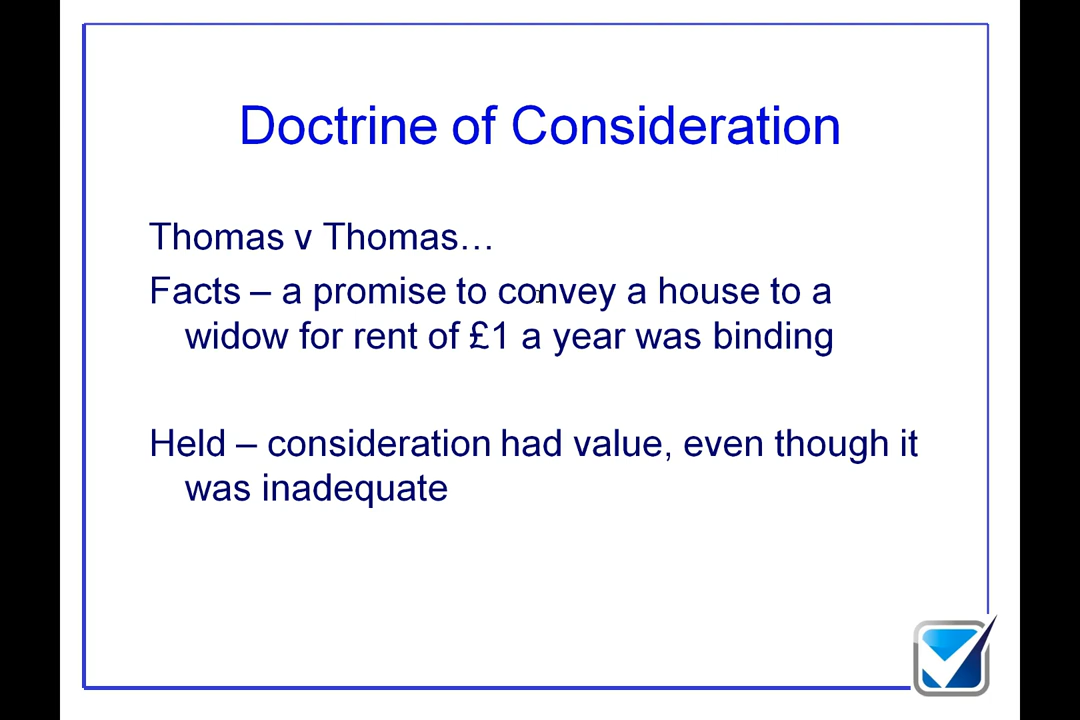 Doctrine of Consideration
Thomas v Thomas…
Facts – a promise to convey a house to a
widow for rent of £1 a year was binding
Held – consideration had value, even though it
was inadequate